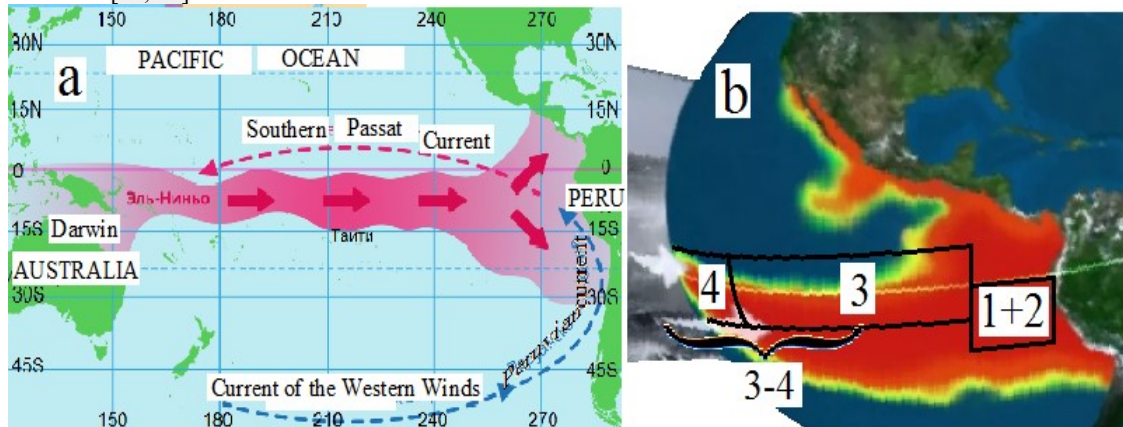 150 180 210 240 270
30N 30N
PACIFIC OCEAN
a
15N 15N
Southern Passat Current
0 0
Эль-Ниньо
PERU
Darwin
15S 15S
Таити
AUSTRALIA
30S 30S
Peruvian current
45S 45S
Current of the Western Winds
180 210 240 270
b
4 3 1+2
3-4